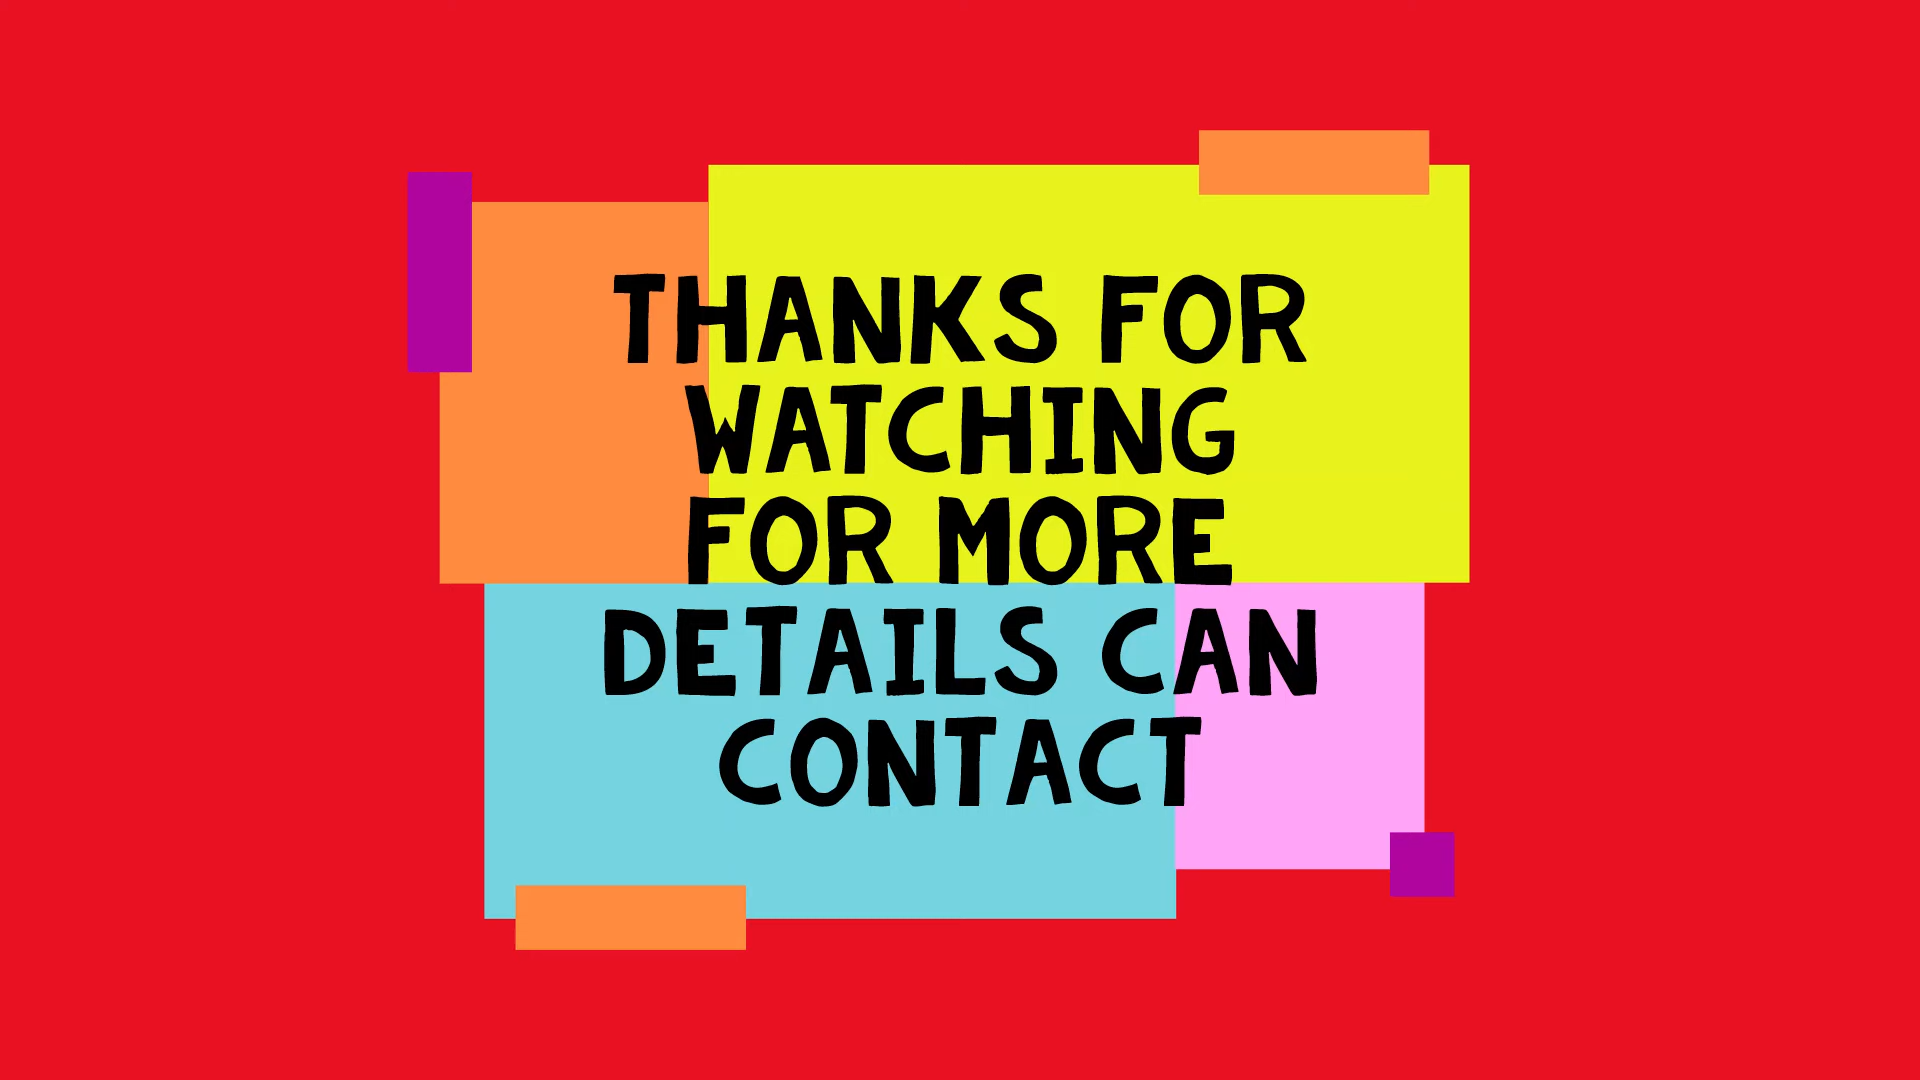 THANKS FOR
WATCHING
FOR MORE
DETAILS CAN
CONTACT